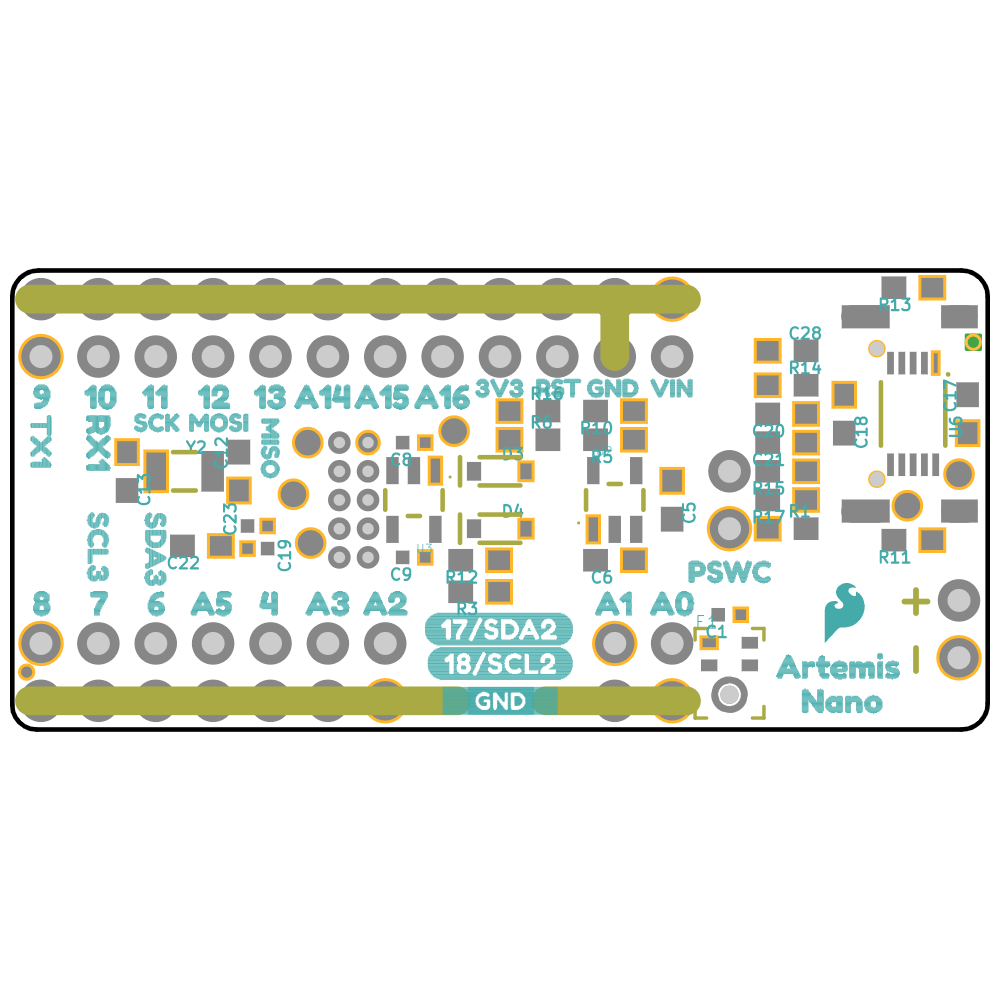 R13
C28
R14
9 10 11 12 13 A14 A15 A16 3V3 RST GND VIN
SCK MOSI
R6
R10
C17
U6
C18
C20
C21
R15
R17
R1
TX1
RX1
MISO
Y2
C12
C13
C8
D3
R5
C23
D4
C5
SCL3
SDA3
C22
C19
U3
C9
R12
C6
R11
PSWC
8 7 6 A5 4 A3 A2
R3
A1 A0
+
17/SDA2
C1
18/SCL2
Artemis
Nano
GND